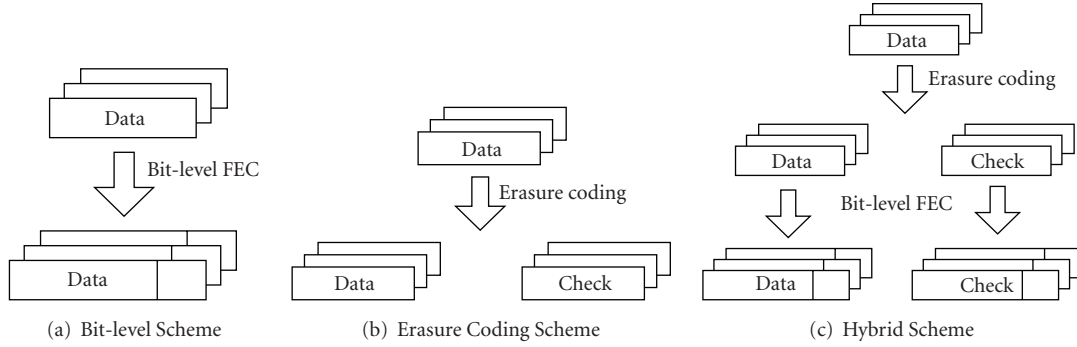 Data
Bit-level FEC
Data
(a) Bit-level Scheme
Data
Erasure coding
Data
Check
(b) Erasure Coding Scheme
Data
Erasure coding
Data
Check
Bit-level FEC
Data
Check
(c) Hybrid Scheme